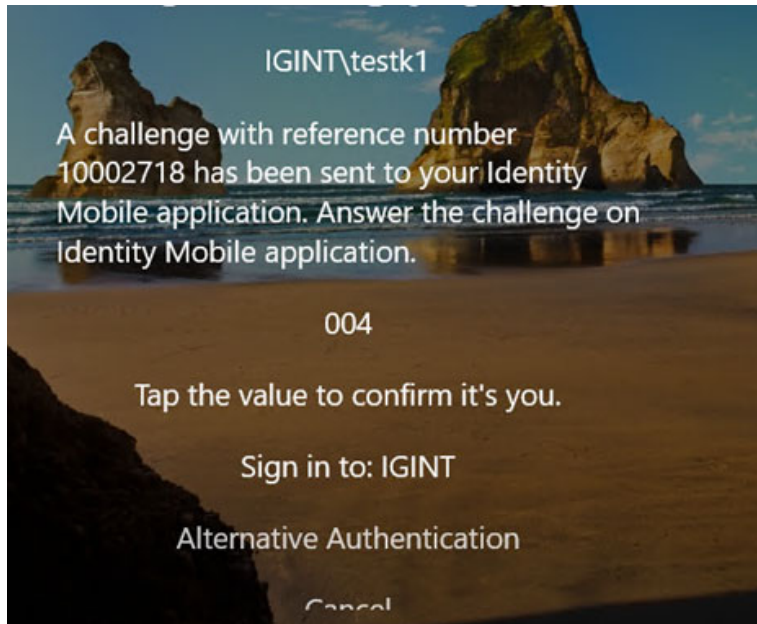 IGINT\testk1
A challenge with reference number
10002718 has been sent to your Identity
Mobile application. Answer the challenge on
Identity Mobile application.
004
Tap the value to confirm it's you.
Sign in to: IGINT
Alternative Authentication
Cancel